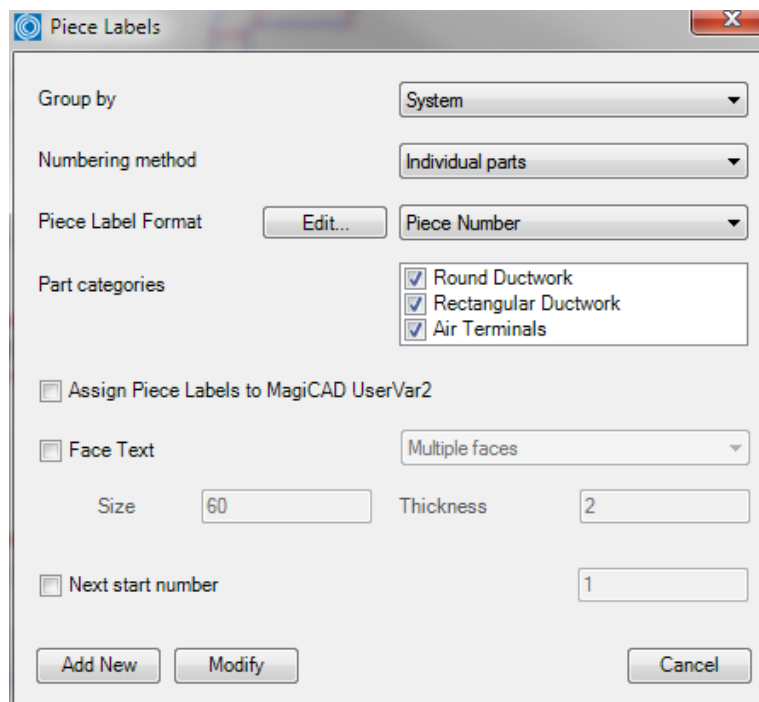 Piece Labels
Group by System
Numbering method Individual parts
Piece Label Format Edit... Piece Number
Part categories
Round Ductwork
Rectangular Ductwork
Air Terminals
Assign Piece Labels to MagiCAD UserVar2
Face Text Multiple faces
Size 60 Thickness 2
Next start number 1
Add New Modify Cancel